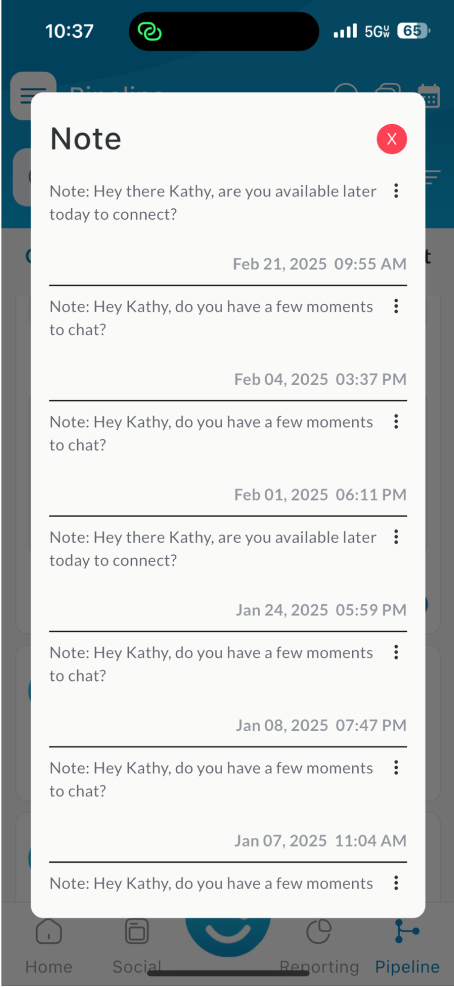 10:37
5G
65
Pipeline
Note
X
Note: Hey there Kathy, are you available later
today to connect?
Feb 21, 2025 09:55 AM
Note: Hey Kathy, do you have a few moments
to chat?
Feb 04, 2025 03:37 PM
Note: Hey Kathy, do you have a few moments
to chat?
Feb 01, 2025 06:11 PM
Note: Hey there Kathy, are you available later
today to connect?
Jan 24, 2025 05:59 PM
Note: Hey Kathy, do you have a few moments
to chat?
Jan 08, 2025 07:47 PM
Note: Hey Kathy, do you have a few moments
to chat?
Jan 07, 2025 11:04 AM
Note: Hey Kathy, do you have a few moments
Home Social Reporting Pipeline